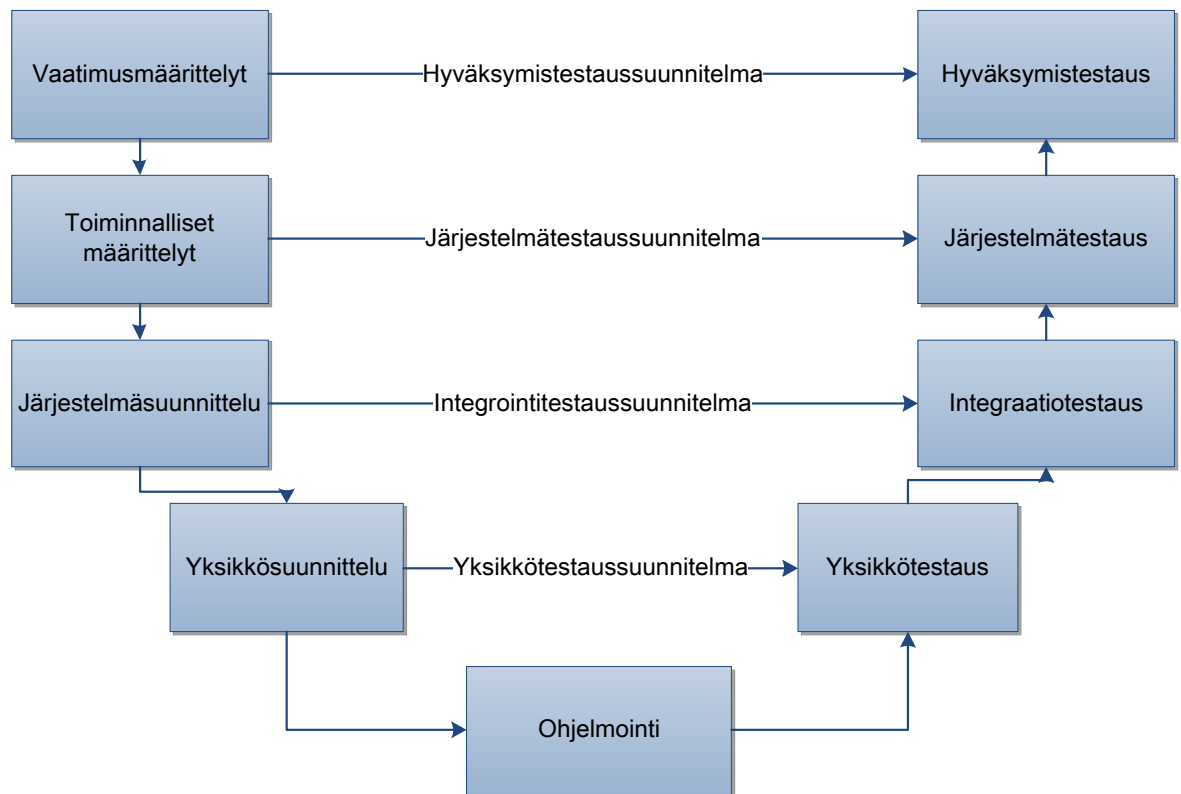 Vaatimusmäärittelyt
Hyväksymistestaussuunnitelma
Hyväksymistestaus
Toiminnalliset
määrittelyt
Järjestelmätestaussuunnitelma
Järjestelmätestaus
Järjestelmäsuunnittelu
Integrointitestaussuunnitelma
Integraatiotestaus
Yksikkösuunnittelu
Yksikkötestaussuunnitelma
Yksikkötestaus
Ohjelmointi